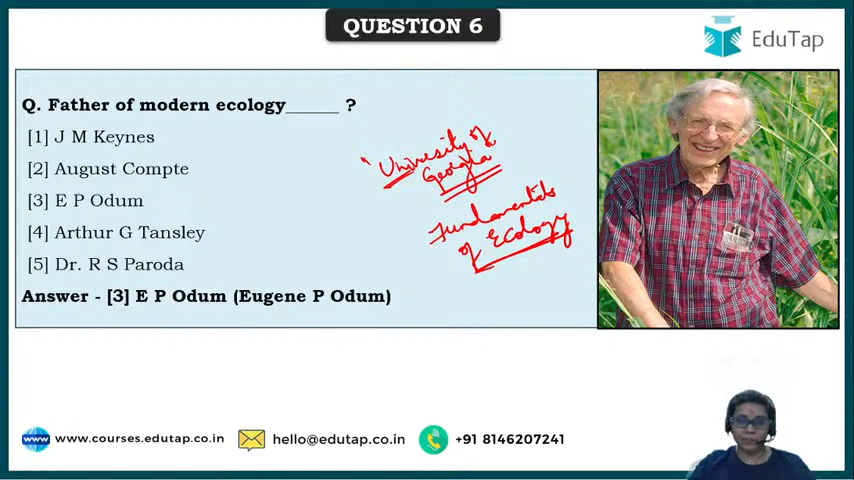 QUESTION 6
EduTap
Q. Father of modern ecology______ ?
[1] J M Keynes
[2] August Compte
[3] E P Odum
[4] Arthur G Tansley
[5] Dr. R S Paroda
Answer - [3] E P Odum (Eugene P Odum)
University of
Georgia
Fundamentals
of Ecology
www
www.courses.edutap.co.in
hello@edutap.co.in
+91 8146207241